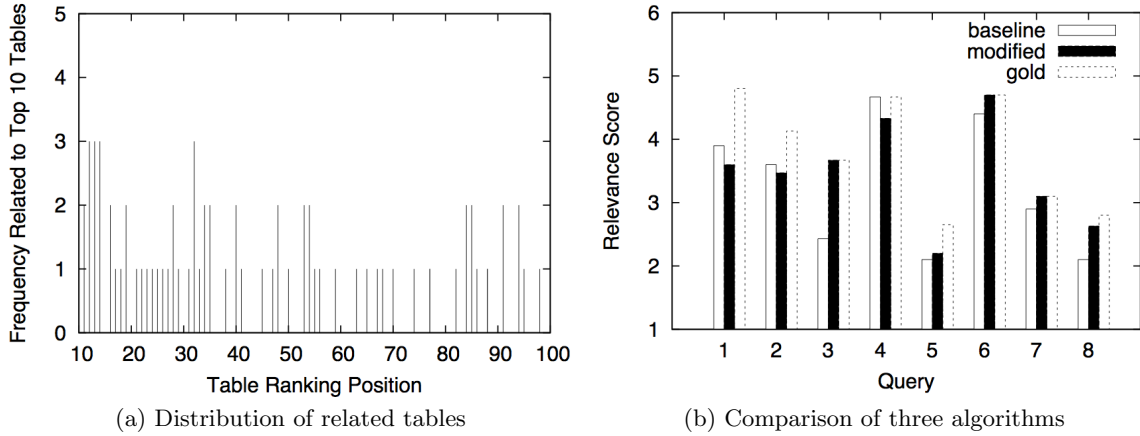 5
4
3
2
1
0
Frequency Related to Top 10 Tables
10 20 30 40 50 60 70 80 90 100
Table Ranking Position
(a) Distribution of related tables
6
5
4
3
2
1
Relevance Score
baseline
modified
gold
1 2 3 4 5 6 7 8
Query
(b) Comparison of three algorithms